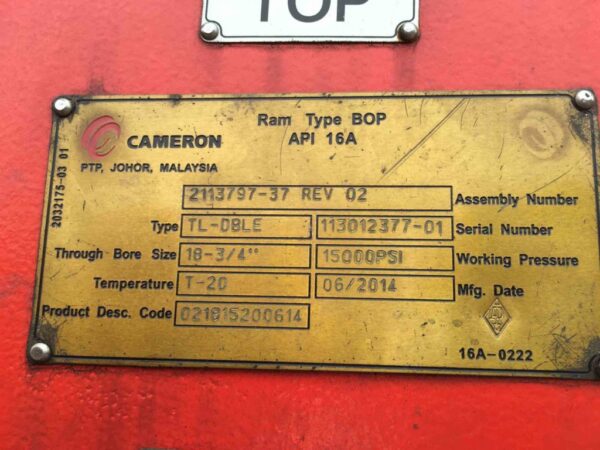 TOP
Ram Type BOP
API 16A
CAMERON
PTP, JOHOR, MALAYSIA
2032175-03 01
2113797-37 REV 02 Assembly Number
Type TL-DBLE 113012377-01 Serial Number
Through Bore Size 18-3/4" 15000PSI Working Pressure
Temperature T-20 06/2014 Mfg. Date
Product Desc. Code 021815200614
16A-0222